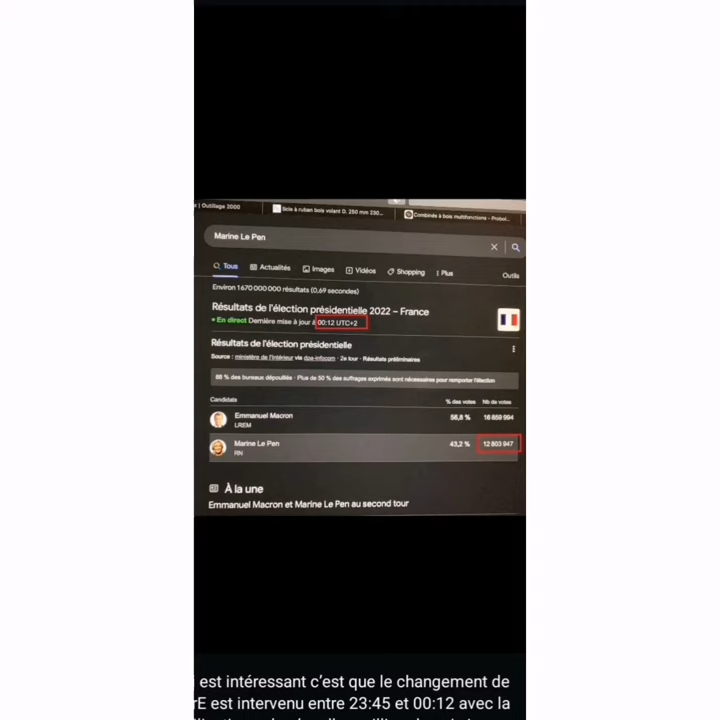 Outillage 2000
Scie à ruban bois volant D. 250 mm 230...
Combinés à bois multifonctions - Probol...
Marine Le Pen
Tous
Actualités
Images
Vidéos
Shopping
Plus
Outils
Environ 1 670 000 000 résultats (0,69 secondes)
Résultats de l'élection présidentielle 2022 – France
En direct Dernière mise à jour à 00:12 UTC+2
Résultats de l'élection présidentielle
Source : ministère de l'Intérieur via dpa-infocom · 2e tour · Résultats préliminaires
88 % des bureaux dépouillés · Plus de 50 % des suffrages exprimés sont nécessaires pour remporter l'élection
Candidats % des votes Nb de votes
Emmanuel Macron 56,8 % 16 859 994
LREM
Marine Le Pen 43,2 % 12 803 947
RN
À la une
Emmanuel Macron et Marine Le Pen au second tour
est intéressant c'est que le changement de
rE est intervenu entre 23:45 et 00:12 avec la